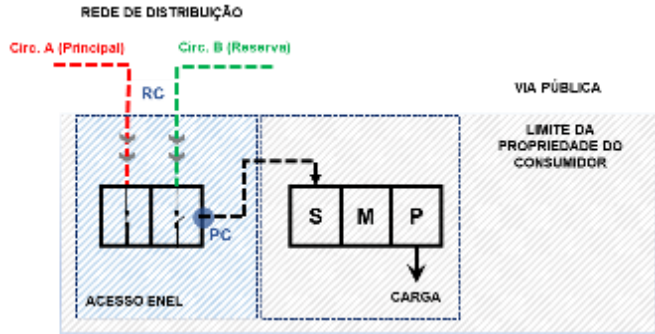 REDE DE DISTRIBUIÇÃO
Circ. A (Principal)
Circ. B (Reserva)
RC
VIA PÚBLICA
LIMITE DA
PROPRIEDADE DO
CONSUMIDOR
S M P
PC
ACESSO ENEL
CARGA